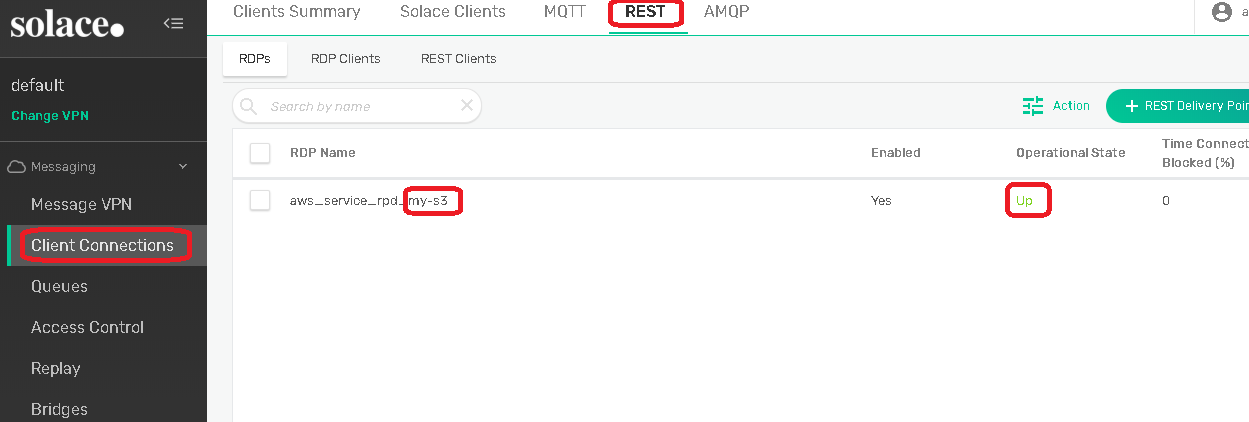 solace.
Clients Summary Solace Clients MQTT REST AMQP
default
Change VPN
RDPs RDP Clients REST Clients
Search by name
Action + REST Delivery Poin
Messaging
RDP Name Enabled Operational State Time Connect
Blocked (%)
Message VPN
aws_service_rpd_my-s3 Yes Up 0
Client Connections
Queues
Access Control
Replay
Bridges